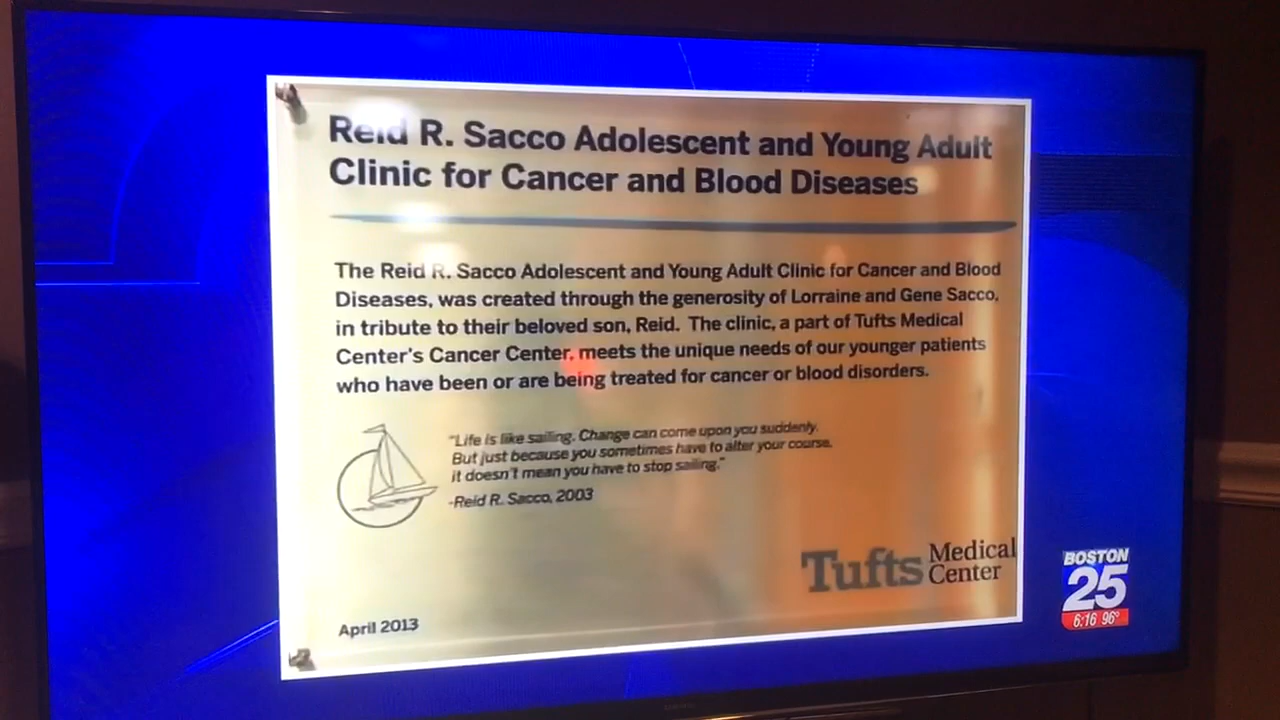 Reid R. Sacco Adolescent and Young Adult
Clinic for Cancer and Blood Diseases
The Reid R. Sacco Adolescent and Young Adult Clinic for Cancer and Blood
Diseases, was created through the generosity of Lorraine and Gene Sacco,
in tribute to their beloved son, Reid. The clinic, a part of Tufts Medical
Center's Cancer Center, meets the unique needs of our younger patients
who have been or are being treated for cancer or blood disorders.
"Life is like sailing. Change can come upon you suddenly.
But just because you sometimes have to alter your course,
it doesn't mean you have to stop sailing."
-Reid R. Sacco, 2003
Tufts Medical
Center
April 2013
BOSTON
25
6:16 96°